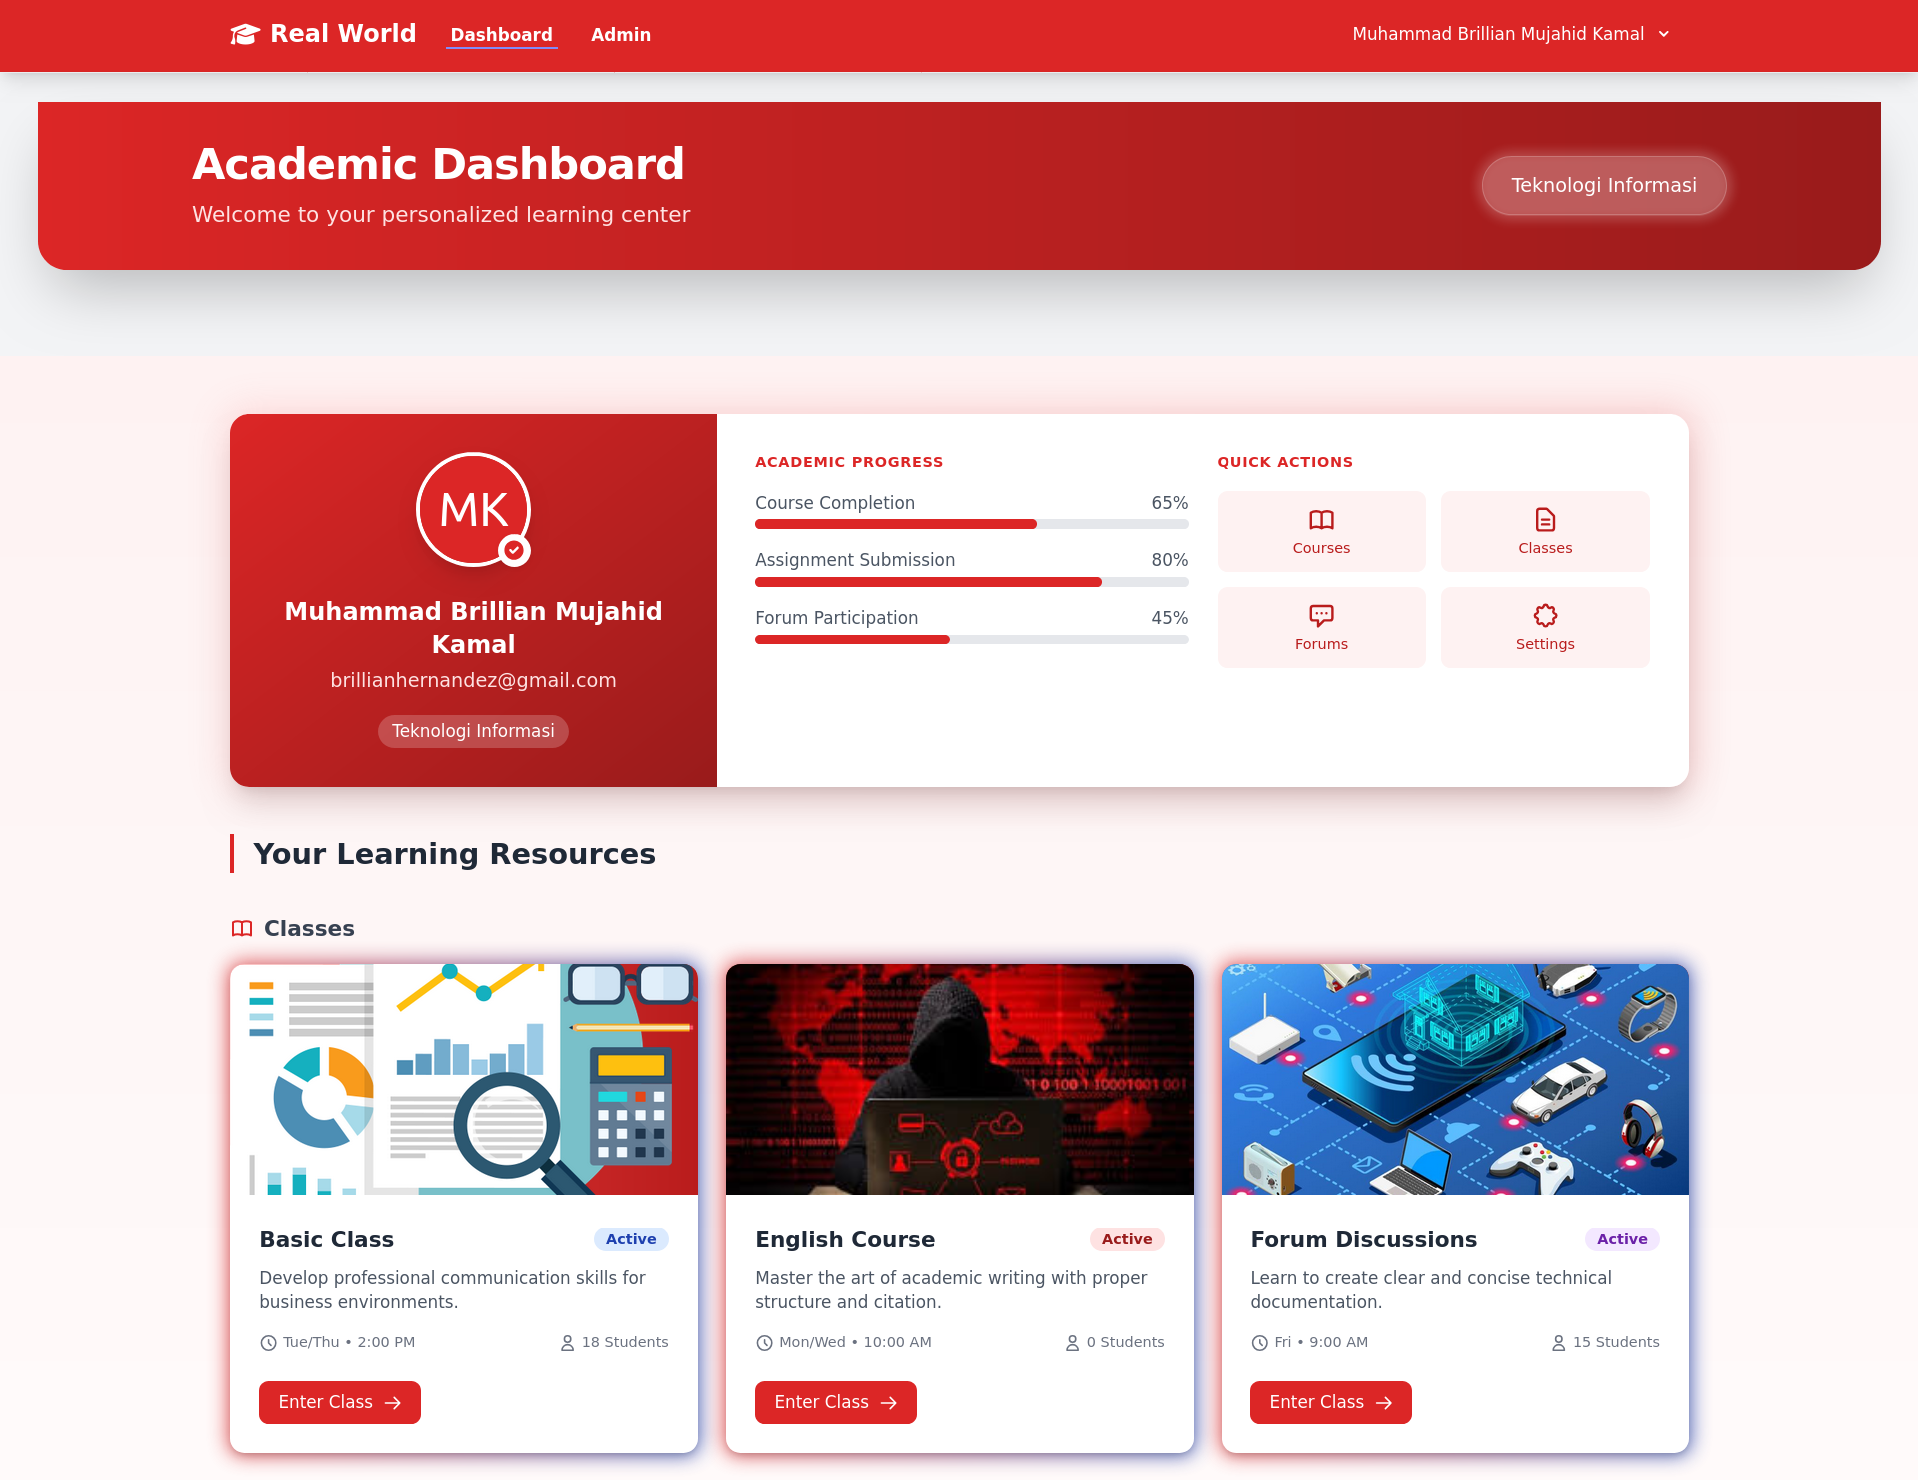 Real World
Dashboard
Admin
Muhammad Brillian Mujahid Kamal
Academic Dashboard
Welcome to your personalized learning center
Teknologi Informasi
MK
Muhammad Brillian Mujahid
Kamal
brillianhernandez@gmail.com
Teknologi Informasi
ACADEMIC PROGRESS
Course Completion 65%
Assignment Submission 80%
Forum Participation 45%
QUICK ACTIONS
Courses
Classes
Forums
Settings
Your Learning Resources
Classes
Basic Class
Active
Develop professional communication skills for
business environments.
Tue/Thu • 2:00 PM
18 Students
Enter Class
English Course
Active
Master the art of academic writing with proper
structure and citation.
Mon/Wed • 10:00 AM
0 Students
Enter Class
Forum Discussions
Active
Learn to create clear and concise technical
documentation.
Fri • 9:00 AM
15 Students
Enter Class